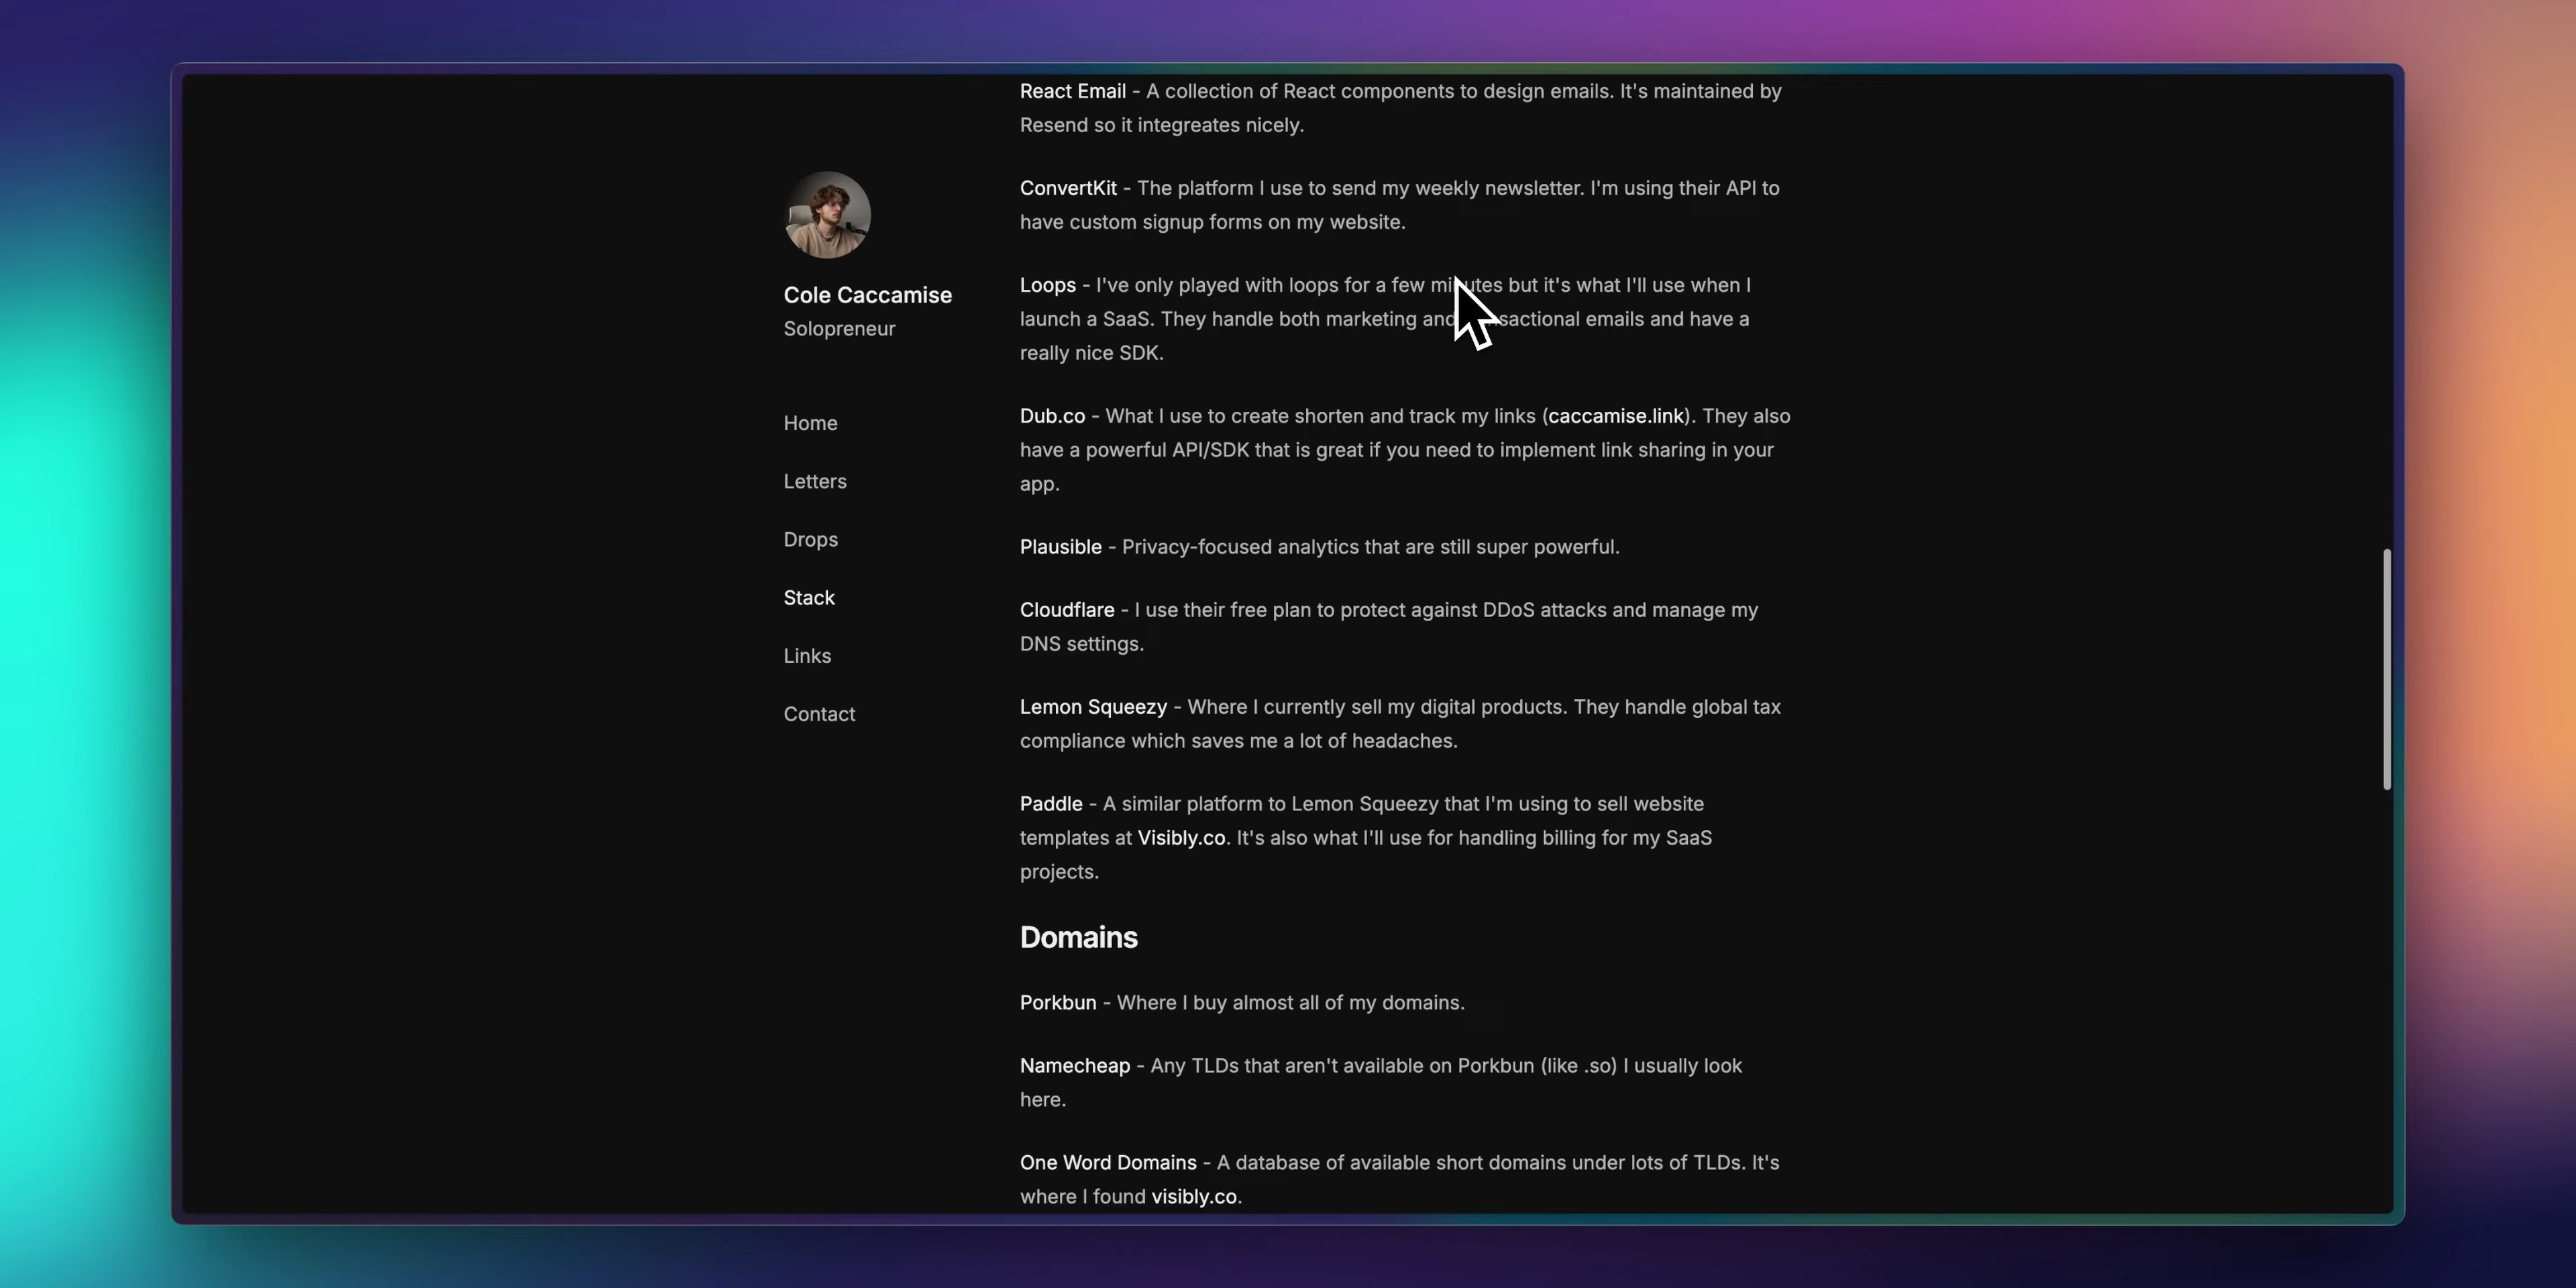 React Email - A collection of React components to design emails. It's maintained by
Resend so it integreates nicely.
ConvertKit - The platform I use to send my weekly newsletter. I'm using their API to
have custom signup forms on my website.
Cole Caccamise
Solopreneur
Home
Letters
Drops
Stack
Links
Contact
Loops - I've only played with loops for a few minutes but it's what I'll use when I
launch a SaaS. They handle both marketing and transactional emails and have a
really nice SDK.
Dub.co - What I use to create shorten and track my links (caccamise.link). They also
have a powerful API/SDK that is great if you need to implement link sharing in your
app.
Plausible - Privacy-focused analytics that are still super powerful.
Cloudflare - I use their free plan to protect against DDoS attacks and manage my
DNS settings.
Lemon Squeezy - Where I currently sell my digital products. They handle global tax
compliance which saves me a lot of headaches.
Paddle - A similar platform to Lemon Squeezy that I'm using to sell website
templates at Visibly.co. It's also what I'll use for handling billing for my SaaS
projects.
Domains
Porkbun - Where I buy almost all of my domains.
Namecheap - Any TLDs that aren't available on Porkbun (like .so) I usually look
here.
One Word Domains - A database of available short domains under lots of TLDs. It's
where I found visibly.co.